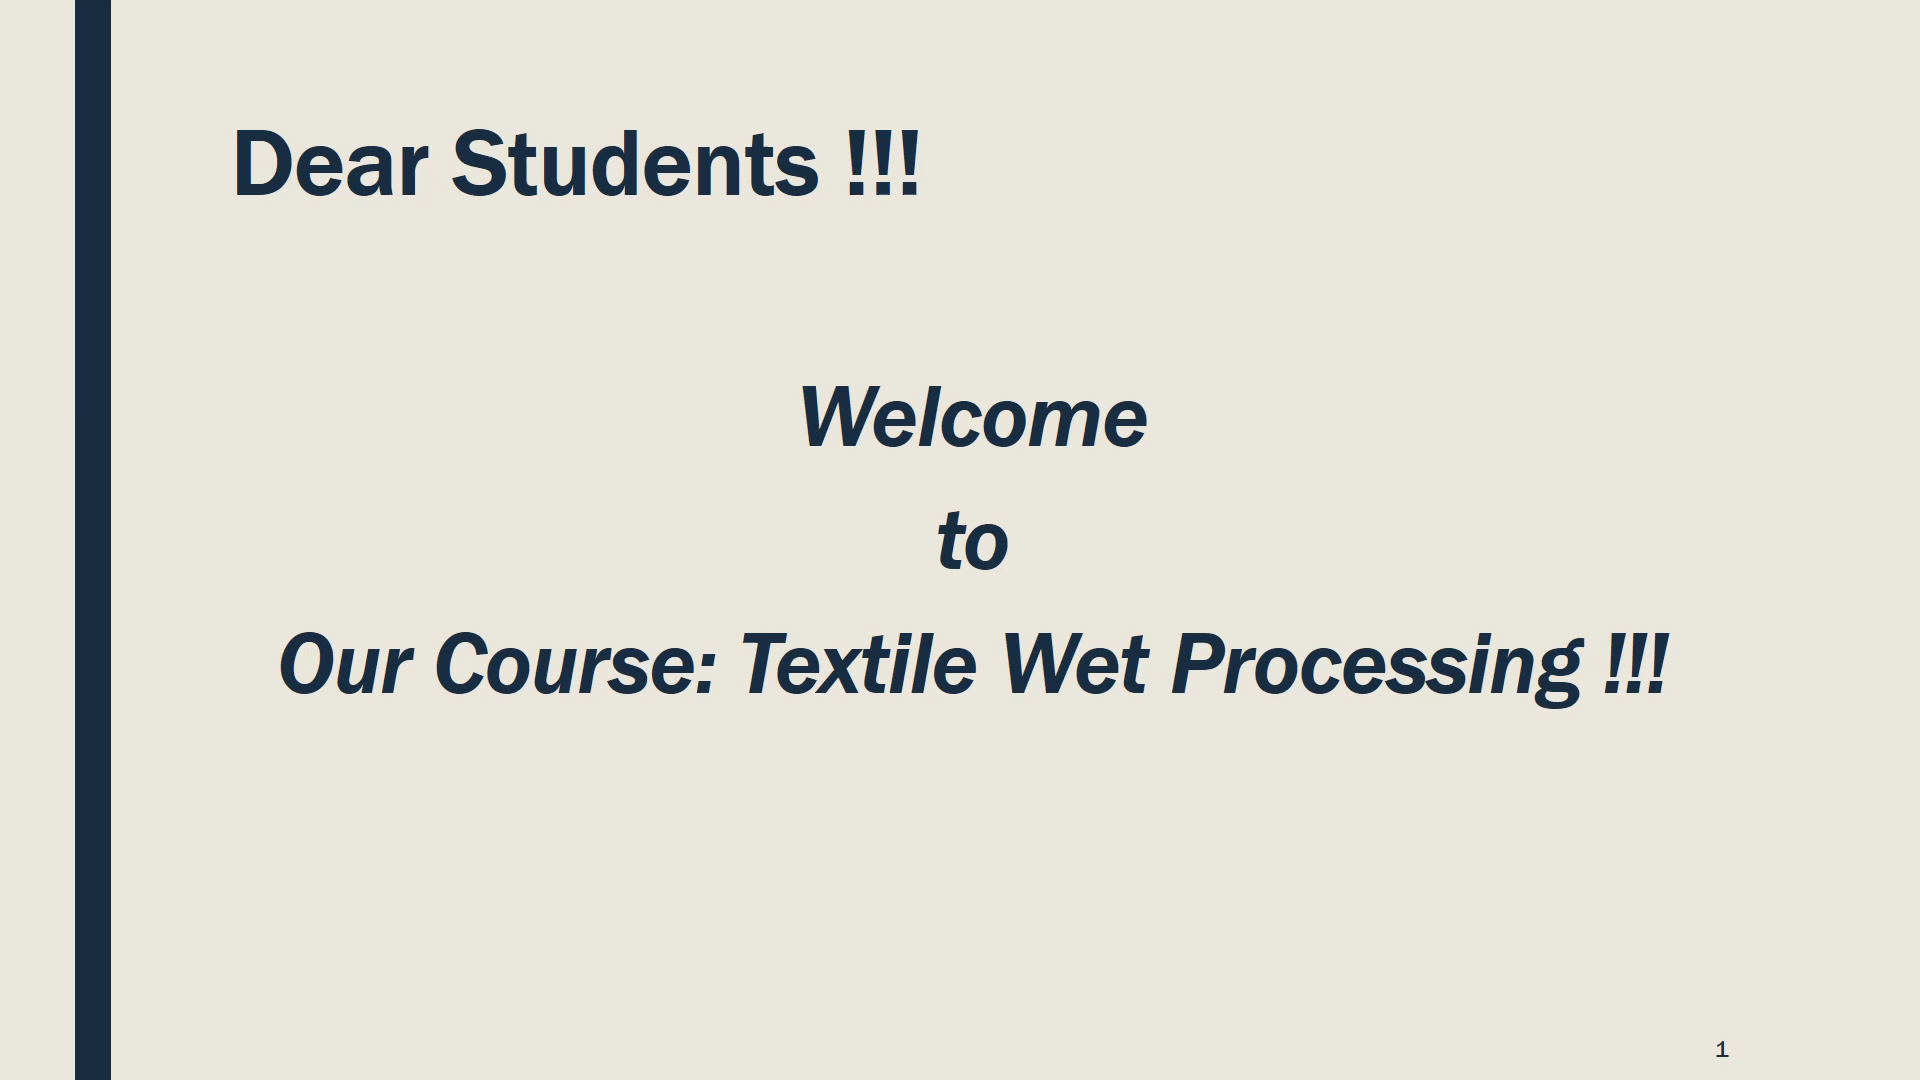 Dear Students !!!
Welcome
to
Our Course: Textile Wet Processing !!!
1